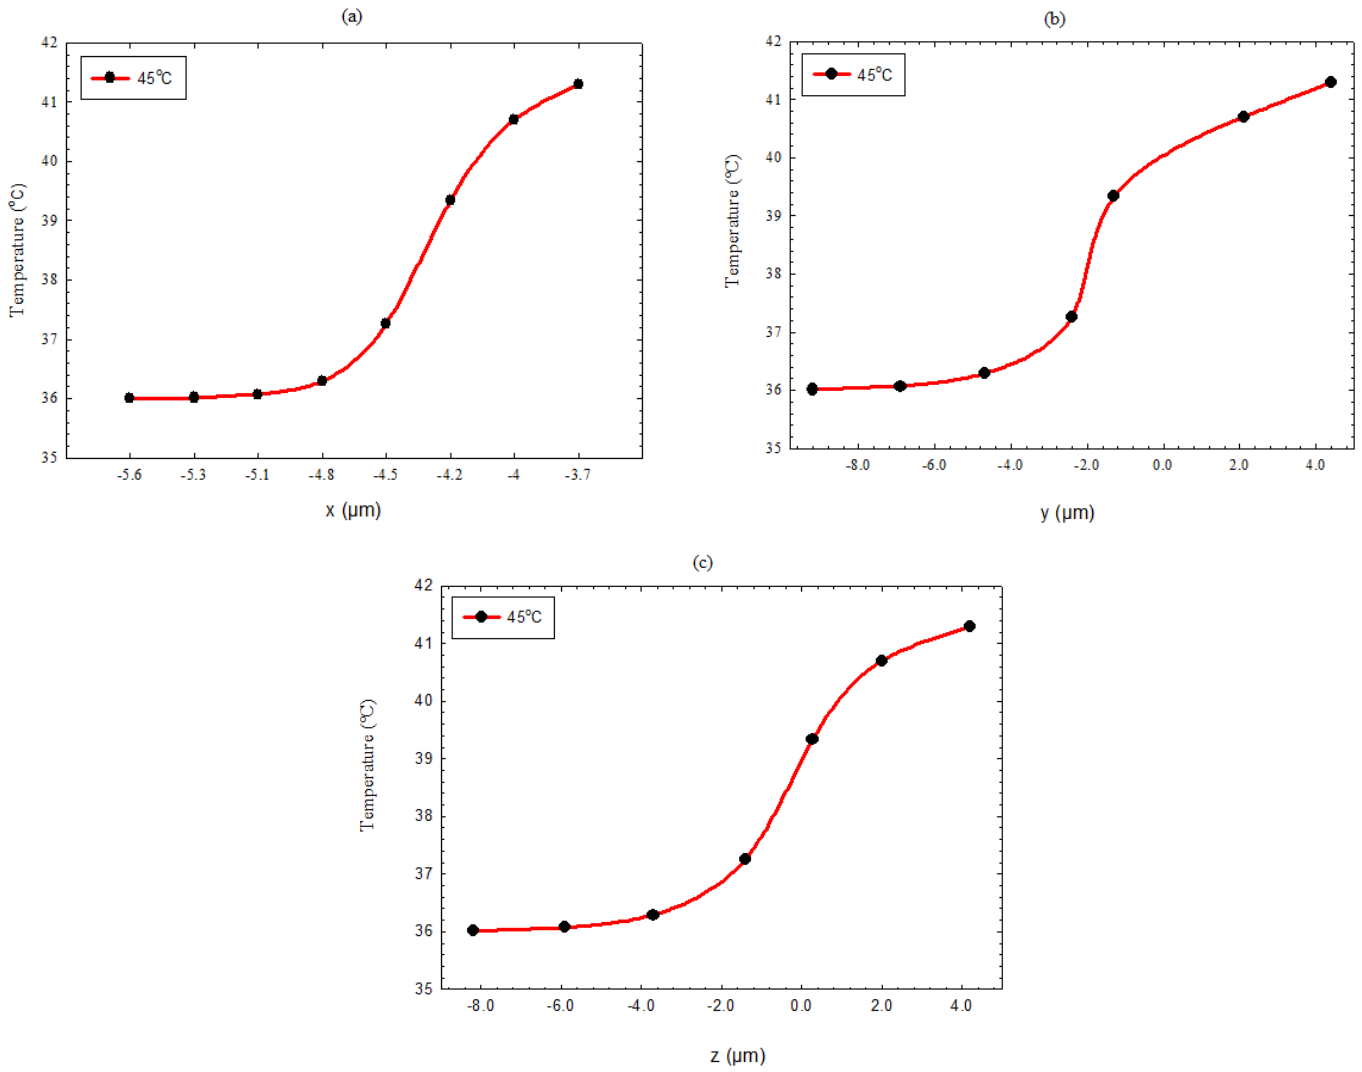 (a)
42
41
40
39
38
37
36
35
Temperature (°C)
45°C
-5.6 -5.3 -5.1 -4.8 -4.5 -4.2 -4 -3.7
x (µm)
(b)
42
41
40
39
38
37
36
35
Temperature (°C)
45°C
-8.0 -6.0 -4.0 -2.0 0.0 2.0 4.0
y (µm)
(c)
42
41
40
39
38
37
36
35
Temperature (°C)
45°C
-8.0 -6.0 -4.0 -2.0 0.0 2.0 4.0
z (µm)